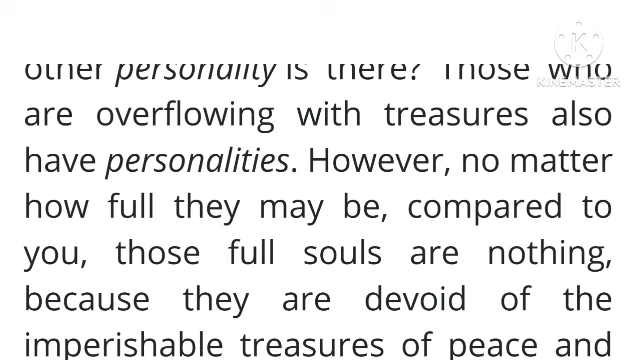 other personality is there? Those who
KINEMASTER
are overflowing with treasures also
have personalities. However, no matter
how full they may be, compared to
you, those full souls are nothing,
because they are devoid of the
imperishable treasures of peace and